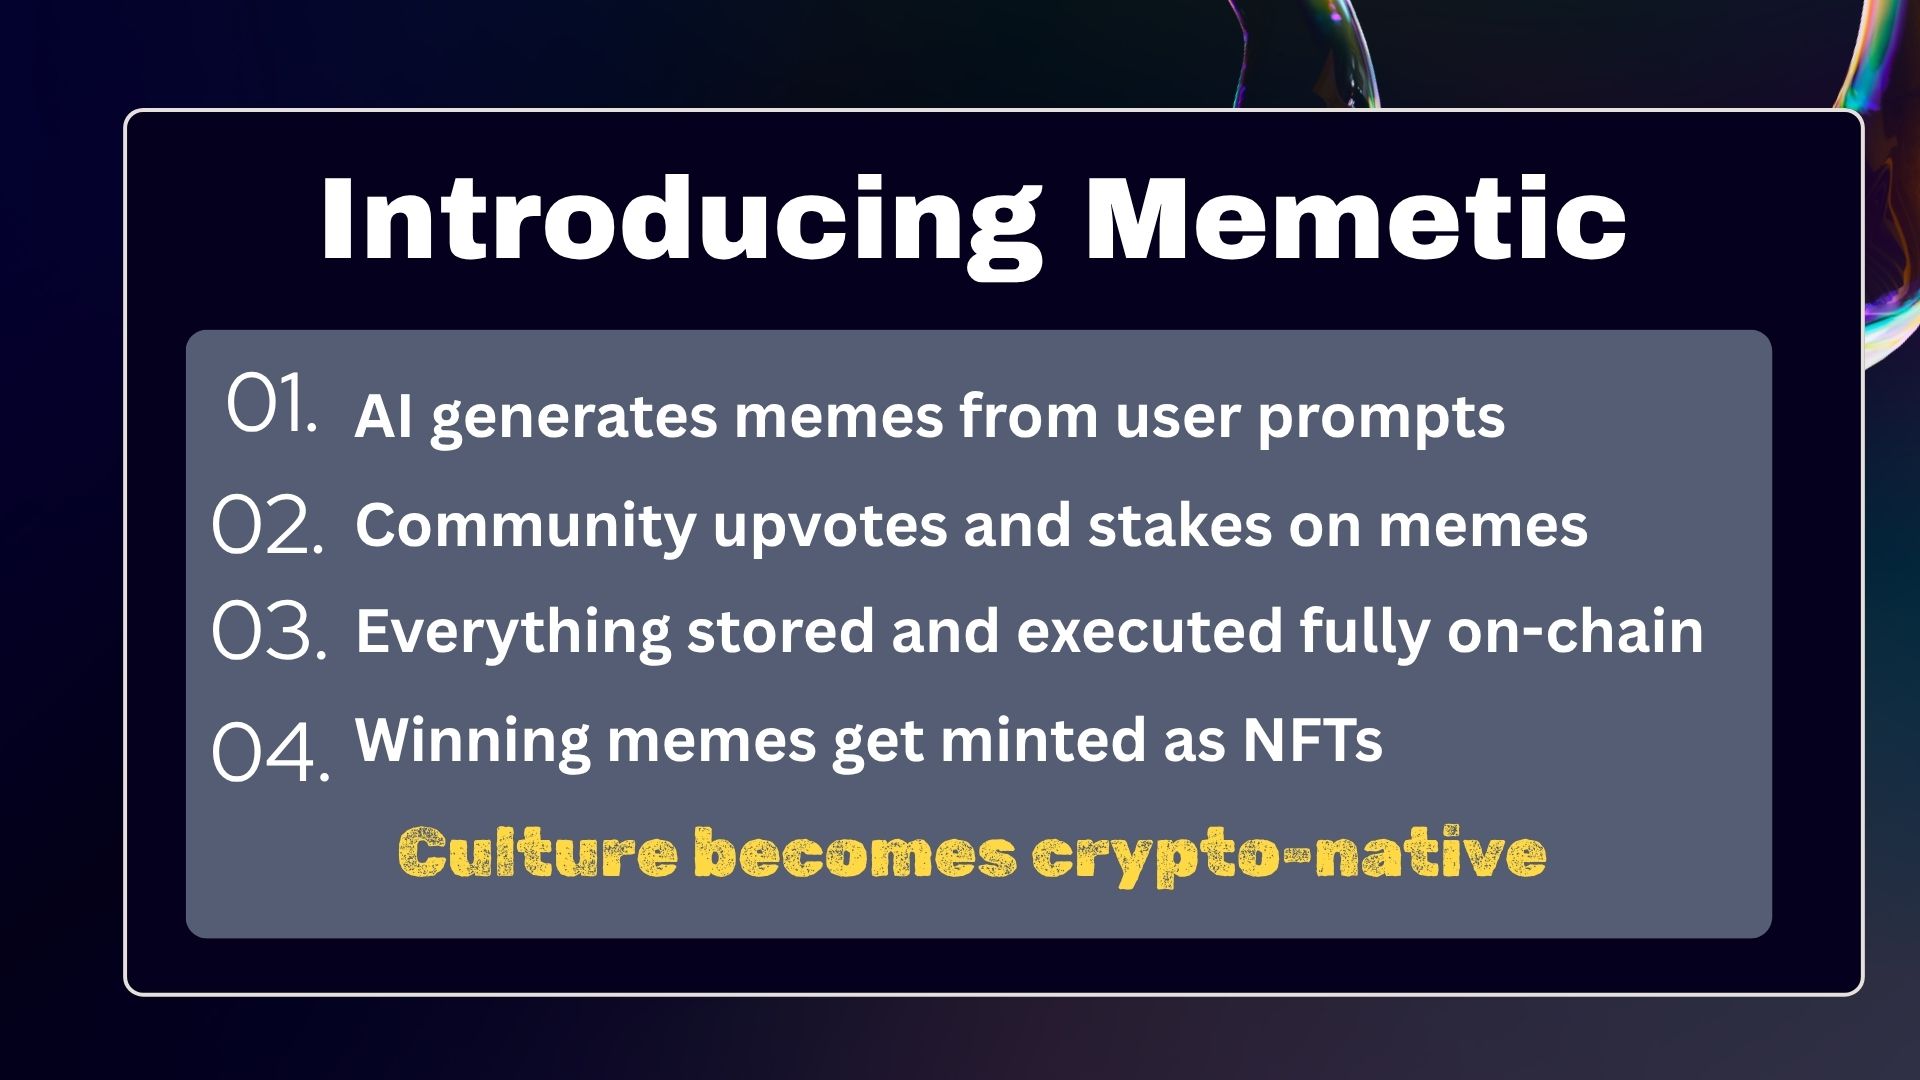 Introducing Memetic
01. AI generates memes from user prompts
02. Community upvotes and stakes on memes
03. Everything stored and executed fully on-chain
04. Winning memes get minted as NFTs
Culture becomes crypto-native